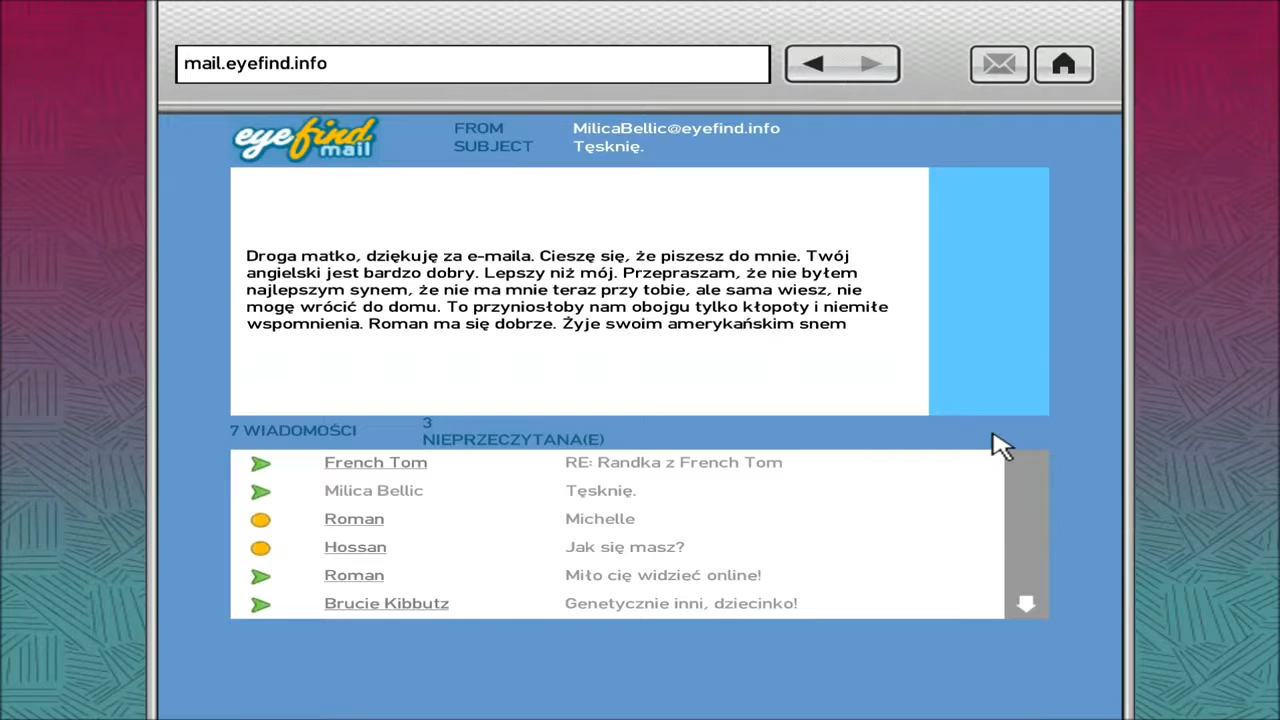 mail.eyefind.info
eyefind mail
FROM MilicaBellic@eyefind.info
SUBJECT Tęsknię.
Droga matko, dziękuję za e-maila. Cieszę się, że piszesz do mnie. Twój
angielski jest bardzo dobry. Lepszy niż mój. Przepraszam, że nie byłem
najlepszym synem, że nie ma mnie teraz przy tobie, ale sama wiesz, nie
mogę wrócić do domu. To przyniosłoby nam obojgu tylko kłopoty i niemiłe
wspomnienia. Roman ma się dobrze. Żyje swoim amerykańskim snem
7 WIADOMOŚCI
3
NIEPRZECZYTANA(E)
French Tom RE: Randka z French Tom
Milica Bellic Tęsknię.
Roman Michelle
Hossan Jak się masz?
Roman Miło cię widzieć online!
Brucie Kibbutz Genetycznie inni, dziecinko!